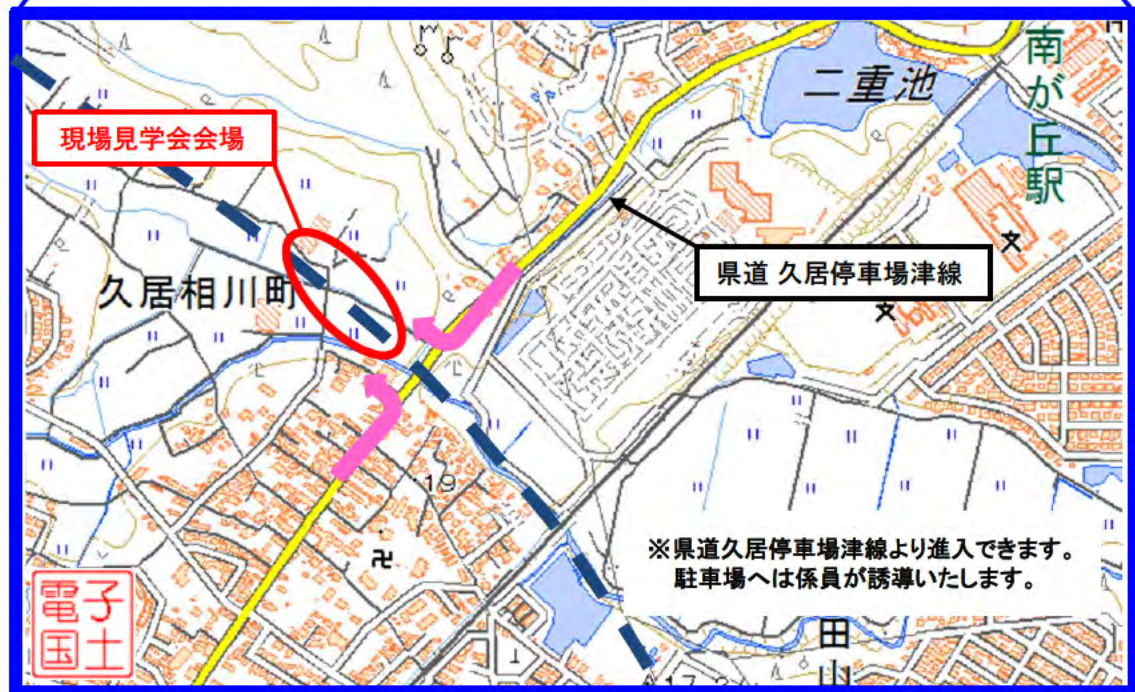 南が丘駅
二重池
現場見学会会場
県道 久居停車場津線
久居相川町
・19
※県道久居停車場津線より進入できます。
駐車場へは係員が誘導いたします。
電子
国土
田山